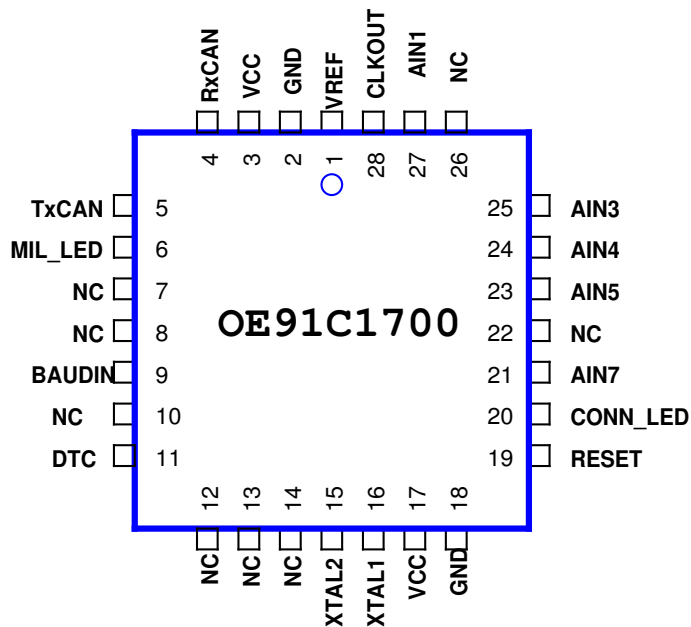 RxCAN
VCC
GND
VREF
CLKOUT
AIN1
NC
4
3
2
1
28
27
26
TxCAN 5
MIL_LED 6
NC 7
NC 8
BAUDIN 9
NC 10
DTC 11
OE91C1700
25 AIN3
24 AIN4
23 AIN5
22 NC
21 AIN7
20 CONN_LED
19 RESET
12
13
14
15
16
17
18
NC
NC
NC
XTAL2
XTAL1
VCC
GND